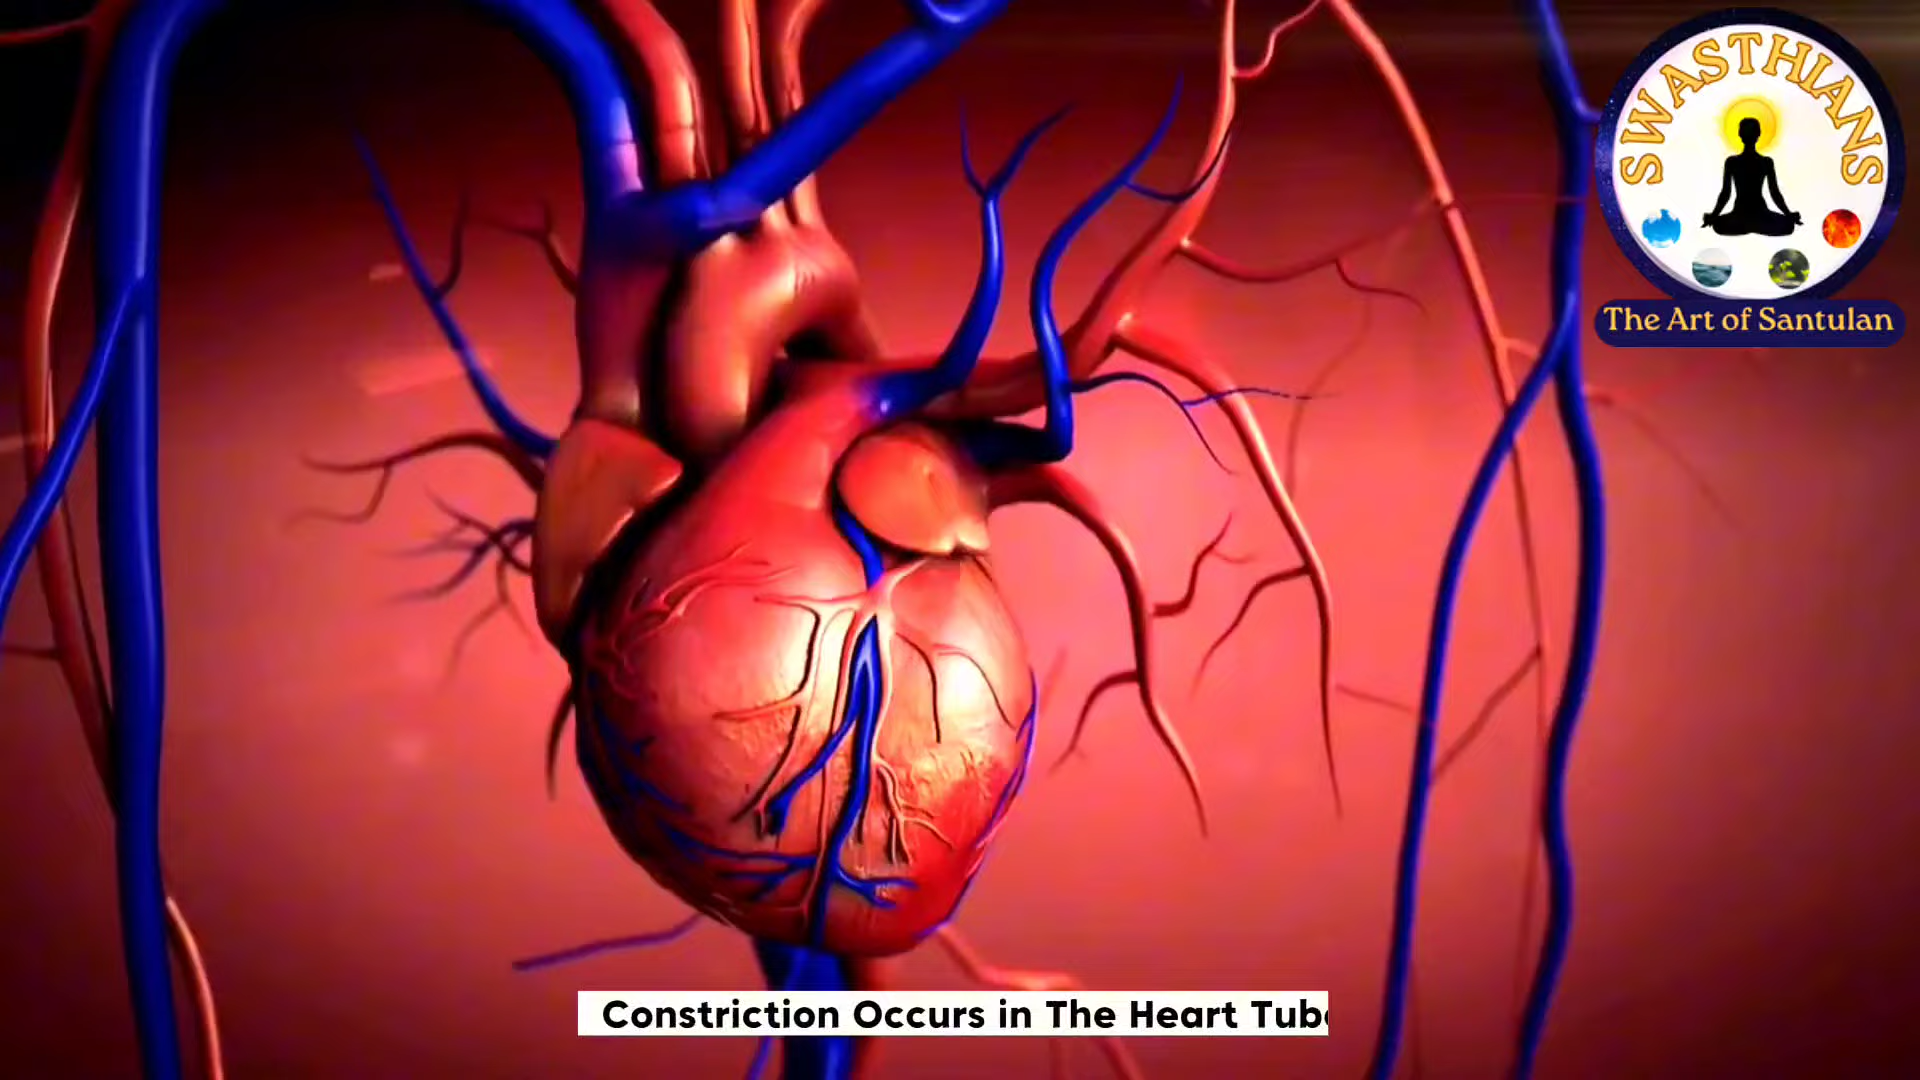 SWASTHIANS
The Art of Santulan
Constriction Occurs in The Heart